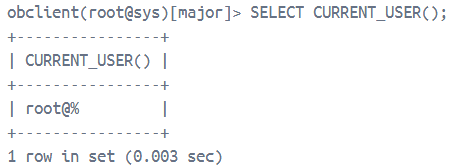 obclient(root@sys)[major]> SELECT CURRENT_USER();
+----------------+
| CURRENT_USER() |
+----------------+
| root@%         |
+----------------+
1 row in set (0.003 sec)